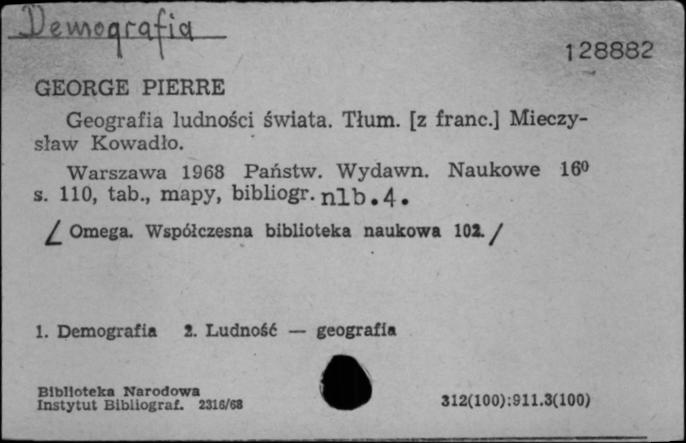 Demografia
128882
GEORGE PIERRE
Geografia ludności świata. Tłum. [z franc.] Mieczy-
sław Kowadło.
Warszawa 1968 Państw. Wydawn. Naukowe 16⁰
s. 110, tab., mapy, bibliogr. nlb.4.
/ Omega. Współczesna biblioteka naukowa 102. /
1. Demografia 2. Ludność — geografia
Biblioteka Narodowa
Instytut Bibliograf. 2316/68
312(100):911.3(100)